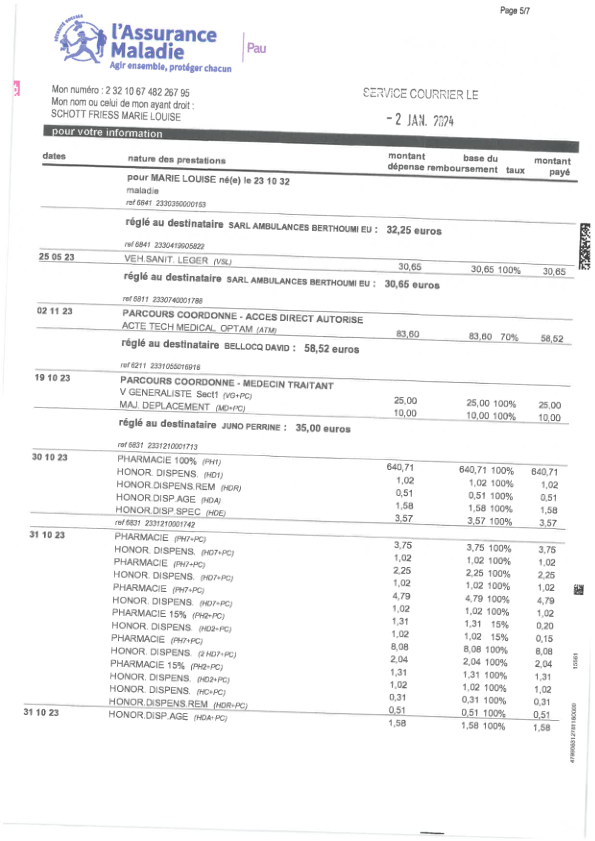 Page 5/7
SÉCURITÉ SOCIALE
l'Assurance
Maladie
Agir ensemble, protéger chacun
Pau
Mon numéro : 2 32 10 67 482 267 95
Mon nom ou celui de mon ayant droit :
SCHOTT FRIESS MARIE LOUISE
SERVICE COURRIER LE
- 2 JAN. 2024
pour votre information
dates nature des prestations montant dépense base du remboursement taux montant payé
pour MARIE LOUISE né(e) le 23 10 32
maladie
ref 6841 2330350000153
réglé au destinataire SARL AMBULANCES BERTHOUMI EU : 32,25 euros
ref 6841 2330419905822
25 05 23 VEH.SANIT. LEGER (VSL) 30,65 30,65 100% 30,65
réglé au destinataire SARL AMBULANCES BERTHOUMI EU : 30,65 euros
ref 6811 2330740001786
02 11 23 PARCOURS COORDONNE - ACCES DIRECT AUTORISE
ACTE TECH MEDICAL OPTAM (ATM) 83,60 83,60 70% 58,52
réglé au destinataire BELLOCQ DAVID : 58,52 euros
ref 6211 2331055016916
19 10 23 PARCOURS COORDONNE - MEDECIN TRAITANT
V GENERALISTE Sect1 (VG+PC) 25,00 25,00 100% 25,00
MAJ. DEPLACEMENT (MD+PC) 10,00 10,00 100% 10,00
réglé au destinataire JUNO PERRINE : 35,00 euros
ref 6631 2331210001713
30 10 23 PHARMACIE 100% (PH1) 640,71 640,71 100% 640,71
HONOR. DISPENS. (HD1) 1,02 1,02 100% 1,02
HONOR.DISPENS.REM (HDR) 0,51 0,51 100% 0,51
HONOR.DISP.AGE (HDA) 1,58 1,58 100% 1,58
HONOR.DISP.SPEC (HDE) 3,57 3,57 100% 3,57
ref 6631 2331210001742
31 10 23 PHARMACIE (PH7+PC) 3,75 3,75 100% 3,75
HONOR. DISPENS. (HD7+PC) 1,02 1,02 100% 1,02
PHARMACIE (PH7+PC) 2,25 2,25 100% 2,25
HONOR. DISPENS. (HD7+PC) 1,02 1,02 100% 1,02
PHARMACIE (PH7+PC) 4,79 4,79 100% 4,79
HONOR. DISPENS. (HD7+PC) 1,02 1,02 100% 1,02
PHARMACIE 15% (PH2+PC) 1,31 1,31 15% 0,20
HONOR. DISPENS. (HD2+PC) 1,02 1,02 15% 0,15
PHARMACIE (PH7+PC) 8,08 8,08 100% 8,08
HONOR. DISPENS. (2 HD7+PC) 2,04 2,04 100% 2,04
PHARMACIE 15% (PH2+PC) 1,31 1,31 100% 1,31
HONOR. DISPENS. (HD2+PC) 1,02 1,02 100% 1,02
HONOR. DISPENS. (HC+PC) 0,31 0,31 100% 0,31
HONOR.DISPENS.REM (HDR+PC) 0,51 0,51 100% 0,51
31 10 23 HONOR.DISP.AGE (HDA+PC) 1,58 1,58 100% 1,58